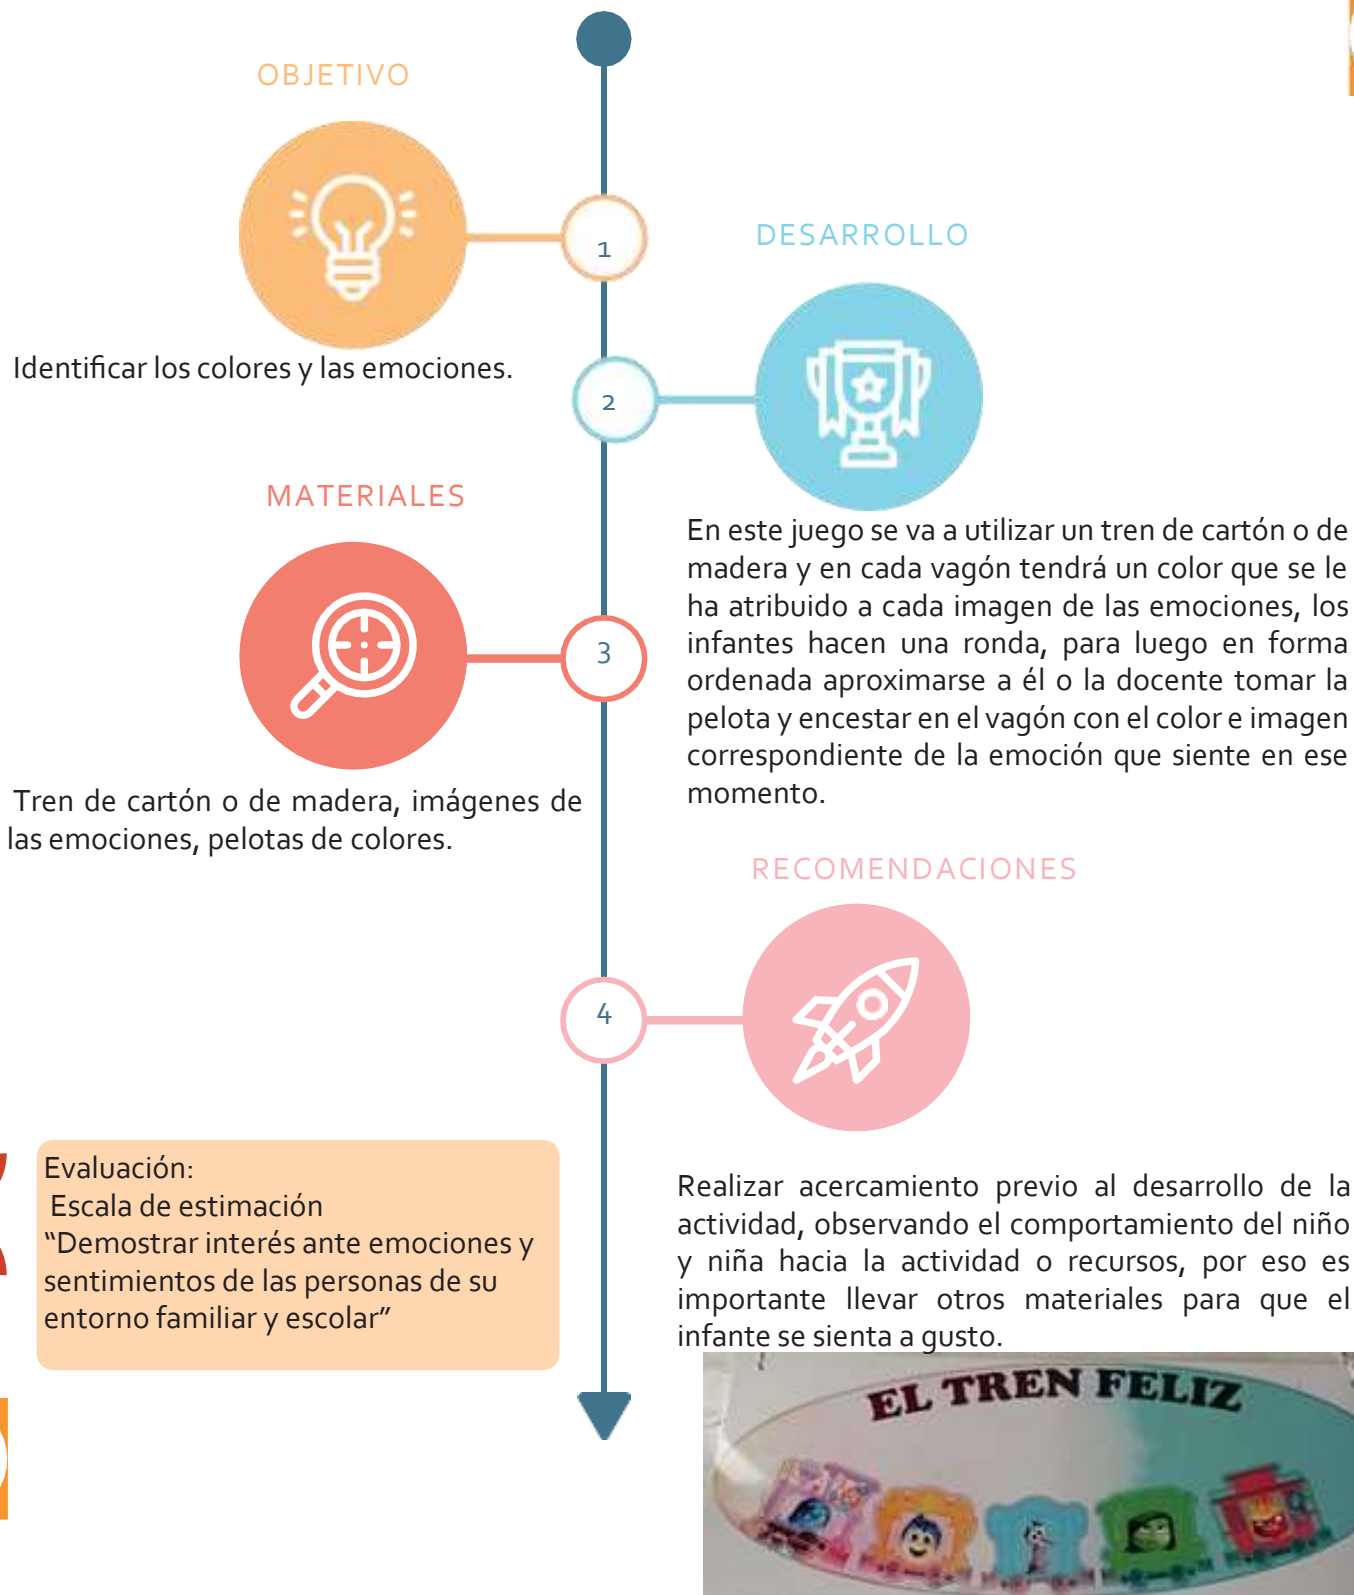 OBJETIVO
1
Identificar los colores y las emociones.
DESARROLLO
2
En este juego se va a utilizar un tren de cartón o de
madera y en cada vagón tendrá un color que se le
ha atribuido a cada imagen de las emociones, los
infantes hacen una ronda, para luego en forma
ordenada aproximarse a él o la docente tomar la
pelota y encestar en el vagón con el color e imagen
correspondiente de la emoción que siente en ese
momento.
MATERIALES
3
Tren de cartón o de madera, imágenes de
las emociones, pelotas de colores.
RECOMENDACIONES
4
Realizar acercamiento previo al desarrollo de la
actividad, observando el comportamiento del niño
y niña hacia la actividad o recursos, por eso es
importante llevar otros materiales para que el
infante se sienta a gusto.
Evaluación:
Escala de estimación
“Demostrar interés ante emociones y
sentimientos de las personas de su
entorno familiar y escolar”
EL TREN FELIZ